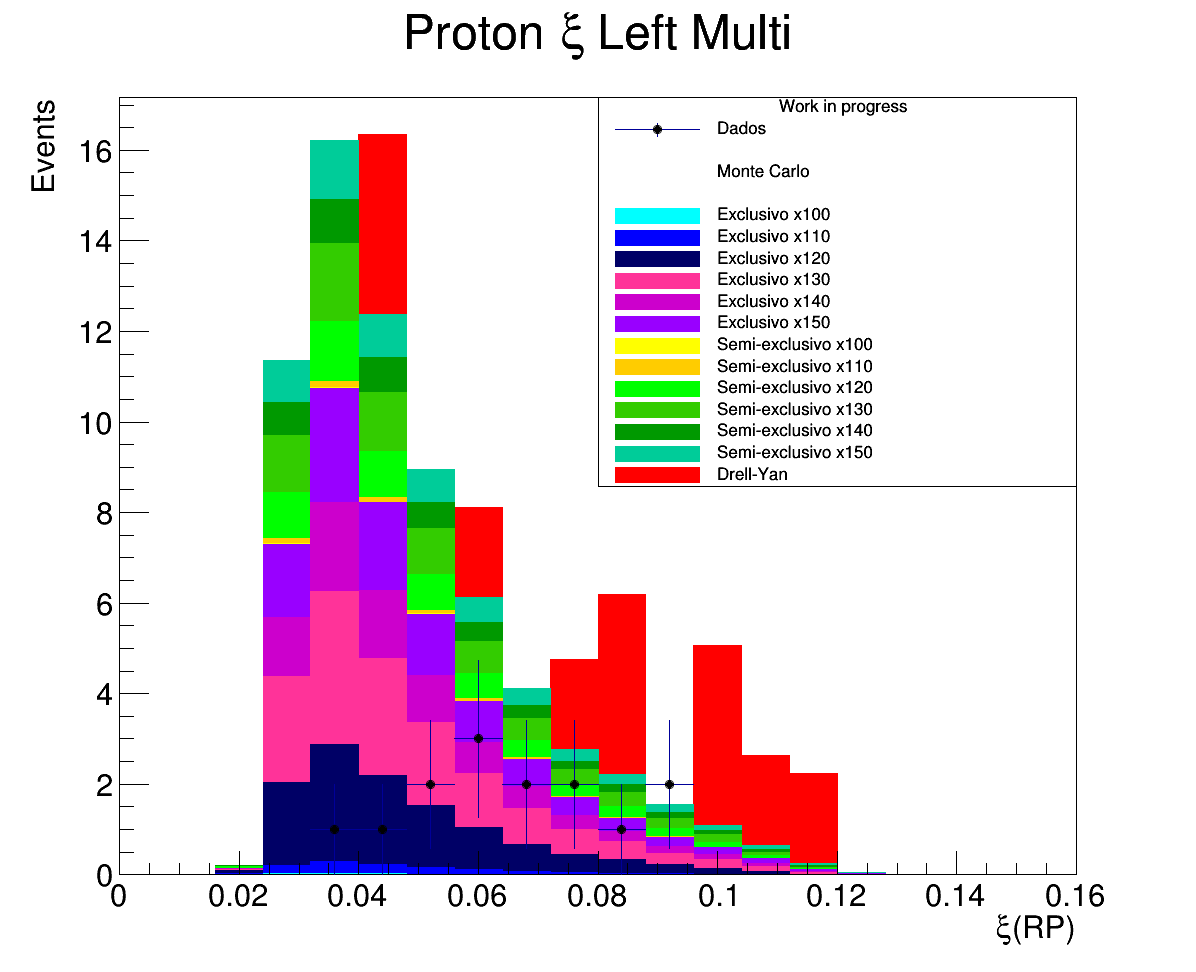 Proton ξ Left Multi
Events
Work in progress
Dados
Monte Carlo
Exclusivo x100
Exclusivo x110
Exclusivo x120
Exclusivo x130
Exclusivo x140
Exclusivo x150
Semi-exclusivo x100
Semi-exclusivo x110
Semi-exclusivo x120
Semi-exclusivo x130
Semi-exclusivo x140
Semi-exclusivo x150
Drell-Yan
16
14
12
10
8
6
4
2
0
0 0.02 0.04 0.06 0.08 0.1 0.12 0.14 0.16
ξ(RP)